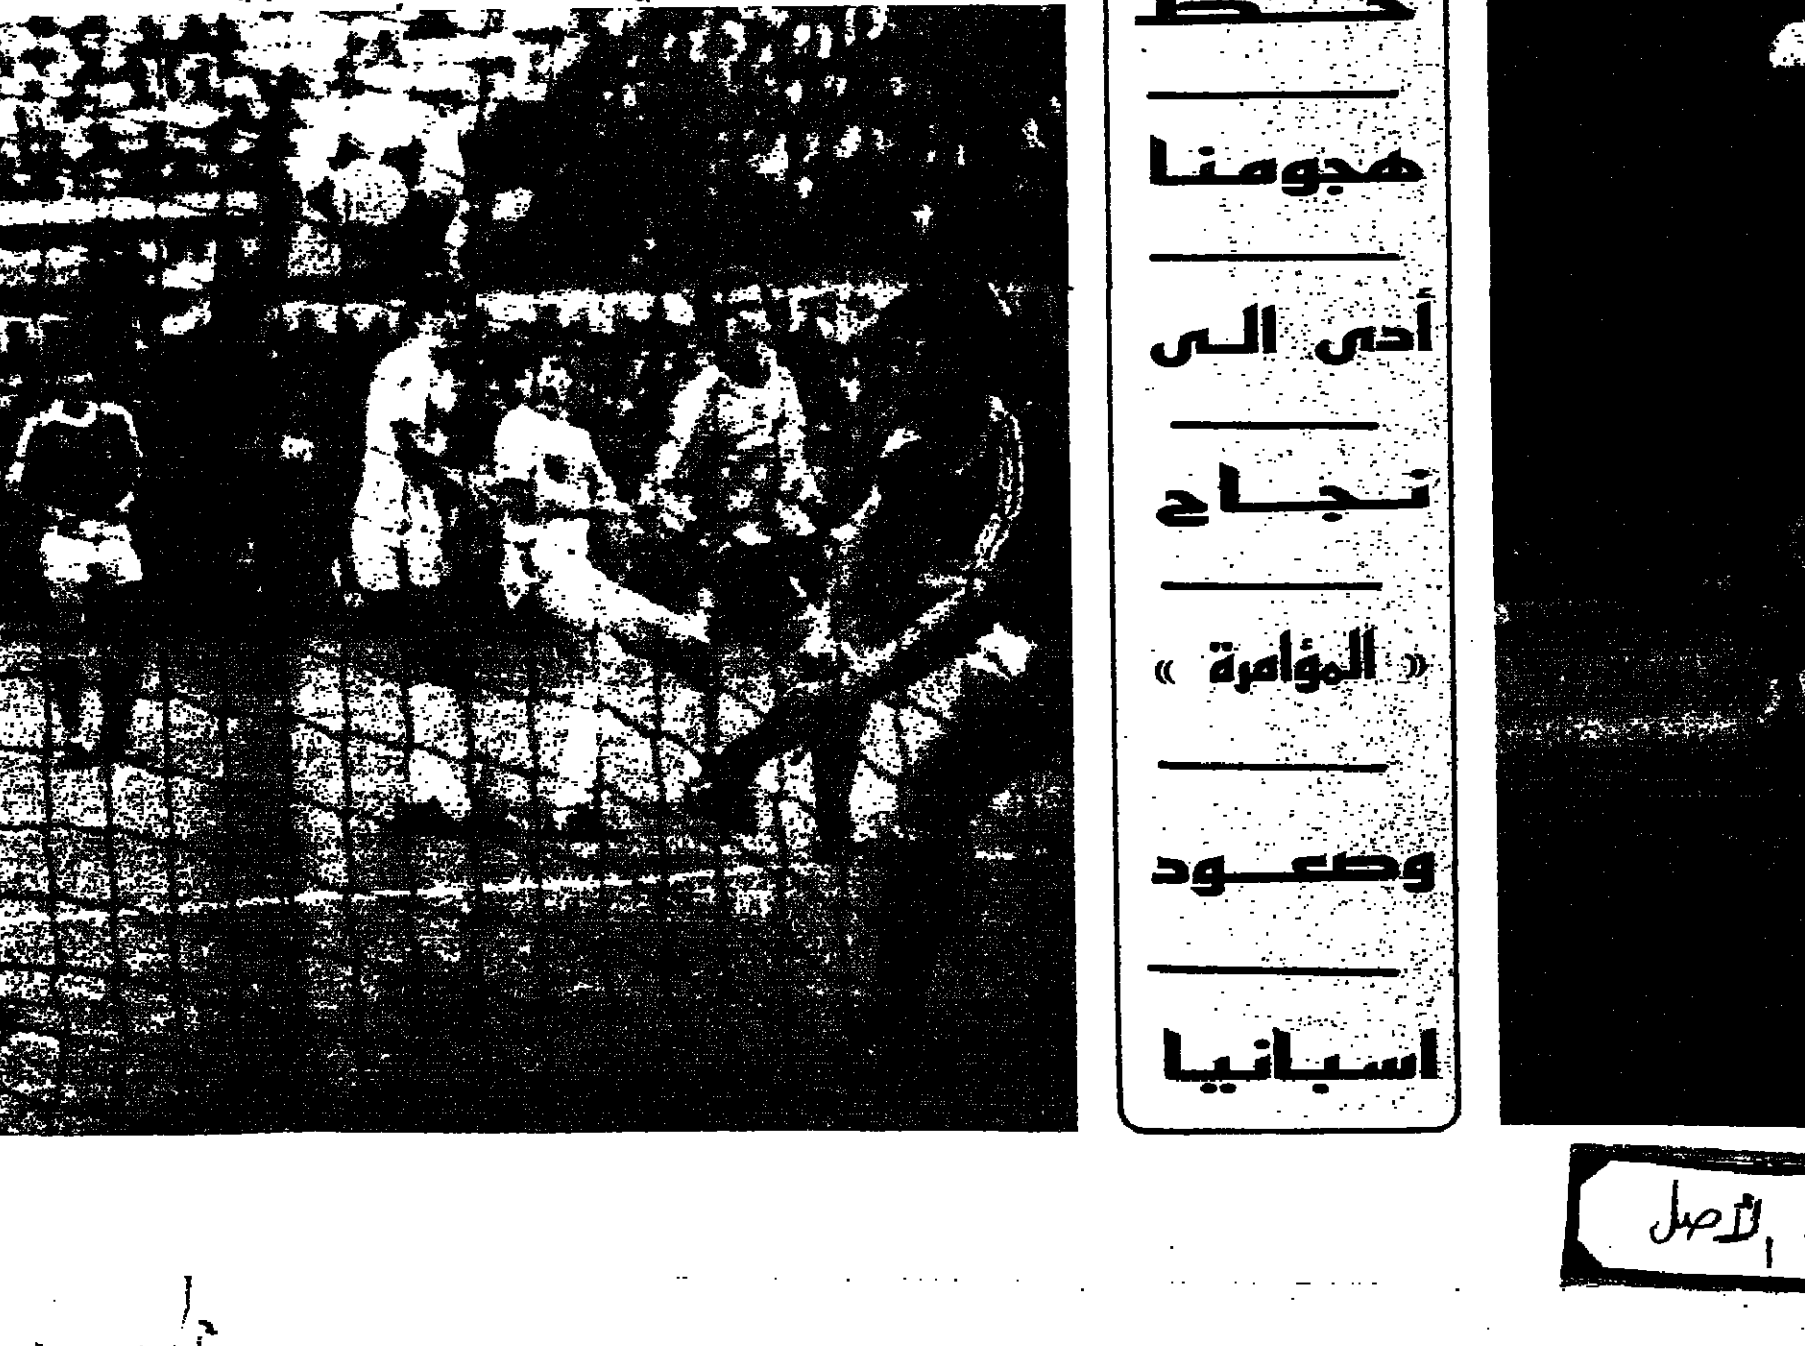 هجومنا
أدى الى
نجاح
« المؤامرة »
وصعود
اسبانيا
الأصل